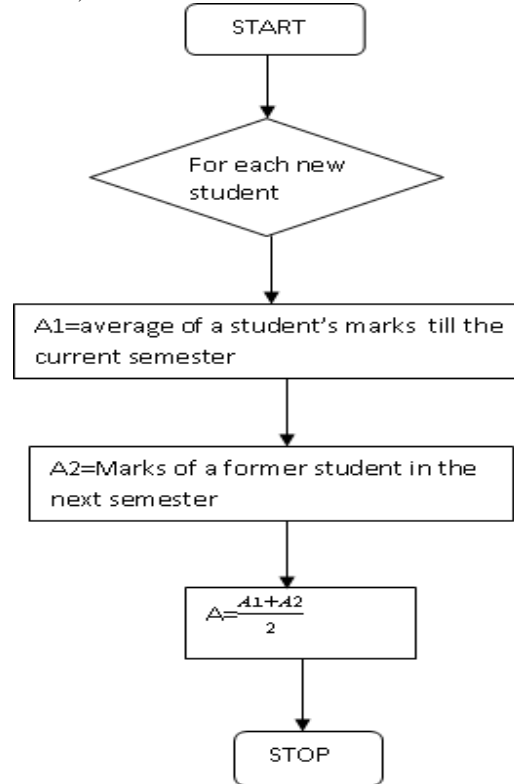 START
For each new
student
A1=average of a student's marks till the
current semester
A2=Marks of a former student in the
next semester
A=A1+A2
2
STOP